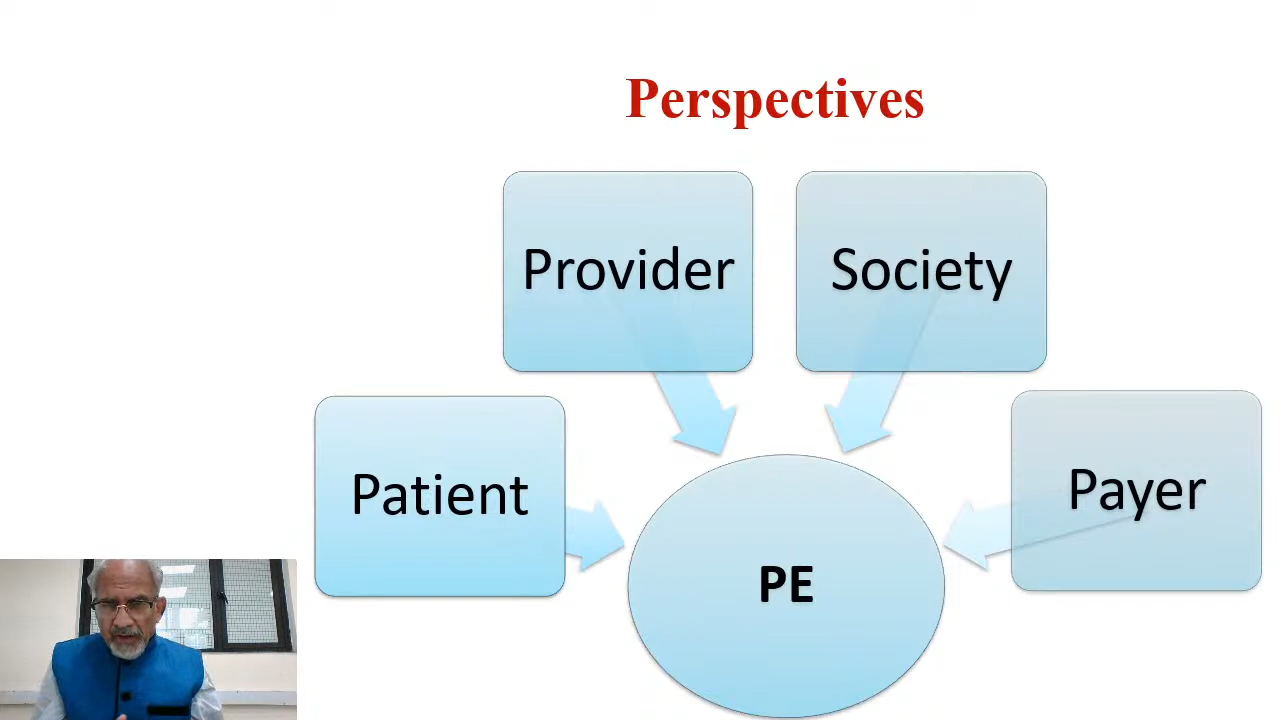 Perspectives
Provider
Society
Patient
Payer
PE